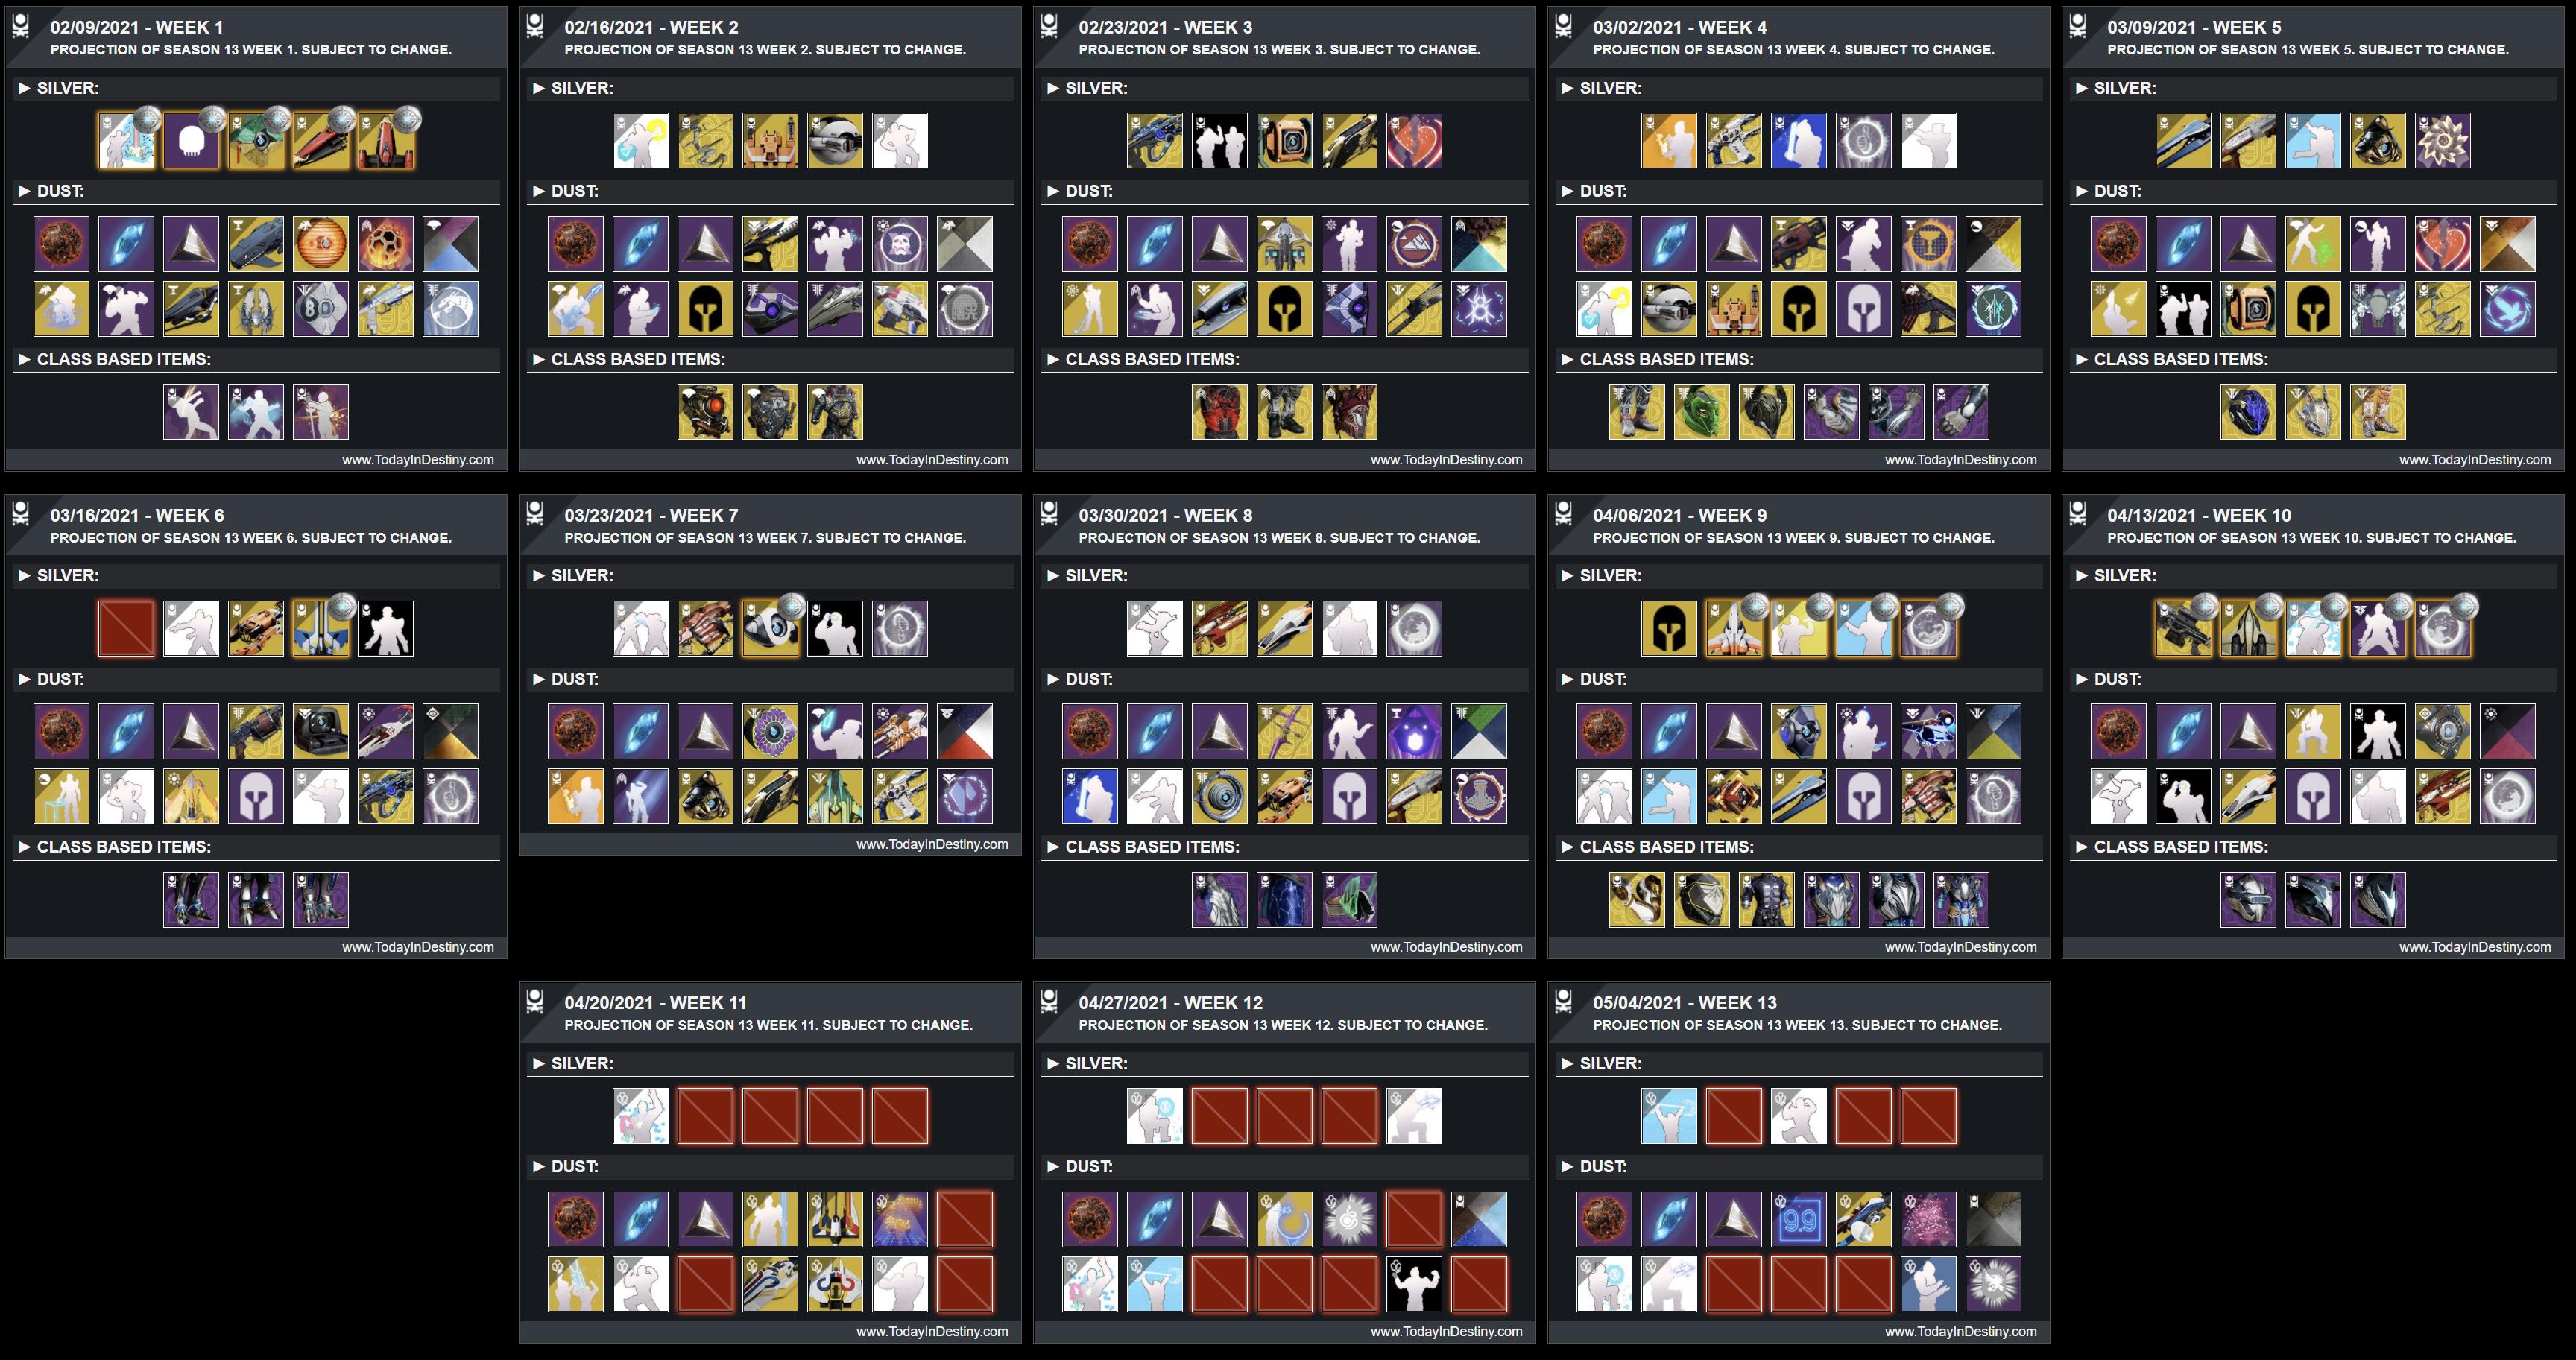 02/09/2021 - WEEK 1
PROJECTION OF SEASON 13 WEEK 1. SUBJECT TO CHANGE.
► SILVER:
► DUST:
80
► CLASS BASED ITEMS:
www.TodayInDestiny.com
02/16/2021 - WEEK 2
PROJECTION OF SEASON 13 WEEK 2. SUBJECT TO CHANGE.
► SILVER:
► DUST:
► CLASS BASED ITEMS:
www.TodayInDestiny.com
02/23/2021 - WEEK 3
PROJECTION OF SEASON 13 WEEK 3. SUBJECT TO CHANGE.
► SILVER:
► DUST:
► CLASS BASED ITEMS:
www.TodayInDestiny.com
03/02/2021 - WEEK 4
PROJECTION OF SEASON 13 WEEK 4. SUBJECT TO CHANGE.
► SILVER:
► DUST:
► CLASS BASED ITEMS:
www.TodayInDestiny.com
03/09/2021 - WEEK 5
PROJECTION OF SEASON 13 WEEK 5. SUBJECT TO CHANGE.
► SILVER:
► DUST:
► CLASS BASED ITEMS:
www.TodayInDestiny.com
03/16/2021 - WEEK 6
PROJECTION OF SEASON 13 WEEK 6. SUBJECT TO CHANGE.
► SILVER:
► DUST:
► CLASS BASED ITEMS:
www.TodayInDestiny.com
03/23/2021 - WEEK 7
PROJECTION OF SEASON 13 WEEK 7. SUBJECT TO CHANGE.
► SILVER:
► DUST:
www.TodayInDestiny.com
03/30/2021 - WEEK 8
PROJECTION OF SEASON 13 WEEK 8. SUBJECT TO CHANGE.
► SILVER:
► DUST:
► CLASS BASED ITEMS:
www.TodayInDestiny.com
04/06/2021 - WEEK 9
PROJECTION OF SEASON 13 WEEK 9. SUBJECT TO CHANGE.
► SILVER:
► DUST:
► CLASS BASED ITEMS:
www.TodayInDestiny.com
04/13/2021 - WEEK 10
PROJECTION OF SEASON 13 WEEK 10. SUBJECT TO CHANGE.
► SILVER:
► DUST:
► CLASS BASED ITEMS:
www.TodayInDestiny.com
04/20/2021 - WEEK 11
PROJECTION OF SEASON 13 WEEK 11. SUBJECT TO CHANGE.
► SILVER:
► DUST:
www.TodayInDestiny.com
04/27/2021 - WEEK 12
PROJECTION OF SEASON 13 WEEK 12. SUBJECT TO CHANGE.
► SILVER:
► DUST:
www.TodayInDestiny.com
05/04/2021 - WEEK 13
PROJECTION OF SEASON 13 WEEK 13. SUBJECT TO CHANGE.
► SILVER:
► DUST:
99
www.TodayInDestiny.com